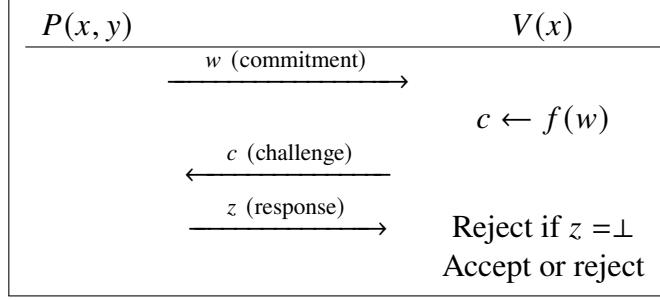 P(x, y) V(x)
w (commitment)
c ← f(w)
c (challenge)
z (response)
Reject if z =⊥
Accept or reject